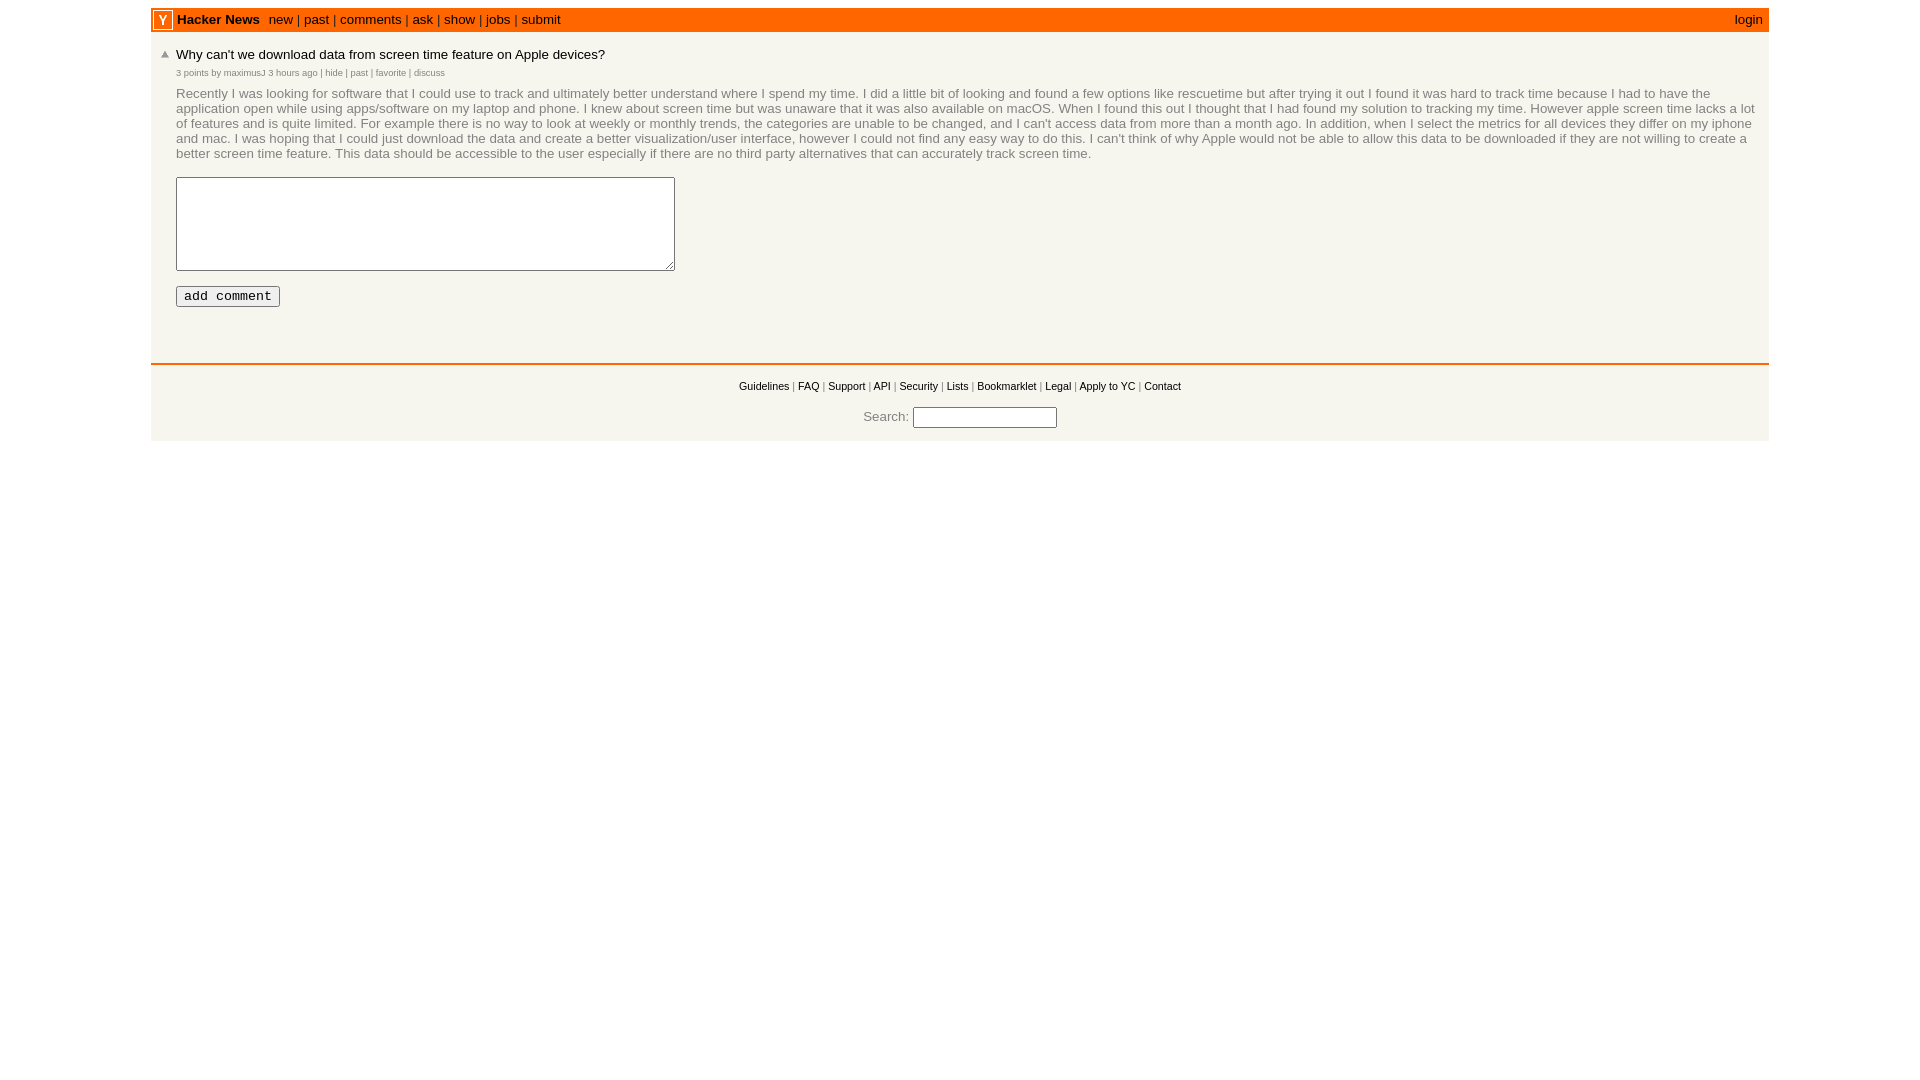 Y Hacker News new | past | comments | ask | show | jobs | submit login
Why can't we download data from screen time feature on Apple devices?
3 points by maximusJ 3 hours ago | hide | past | favorite | discuss
Recently I was looking for software that I could use to track and ultimately better understand where I spend my time. I did a little bit of looking and found a few options like rescuetime but after trying it out I found it was hard to track time because I had to have the
application open while using apps/software on my laptop and phone. I knew about screen time but was unaware that it was also available on macOS. When I found this out I thought that I had found my solution to tracking my time. However apple screen time lacks a lot
of features and is quite limited. For example there is no way to look at weekly or monthly trends, the categories are unable to be changed, and I can't access data from more than a month ago. In addition, when I select the metrics for all devices they differ on my iphone
and mac. I was hoping that I could just download the data and create a better visualization/user interface, however I could not find any easy way to do this. I can't think of why Apple would not be able to allow this data to be downloaded if they are not willing to create a
better screen time feature. This data should be accessible to the user especially if there are no third party alternatives that can accurately track screen time.
add comment
Guidelines | FAQ | Support | API | Security | Lists | Bookmarklet | Legal | Apply to YC | Contact
Search: